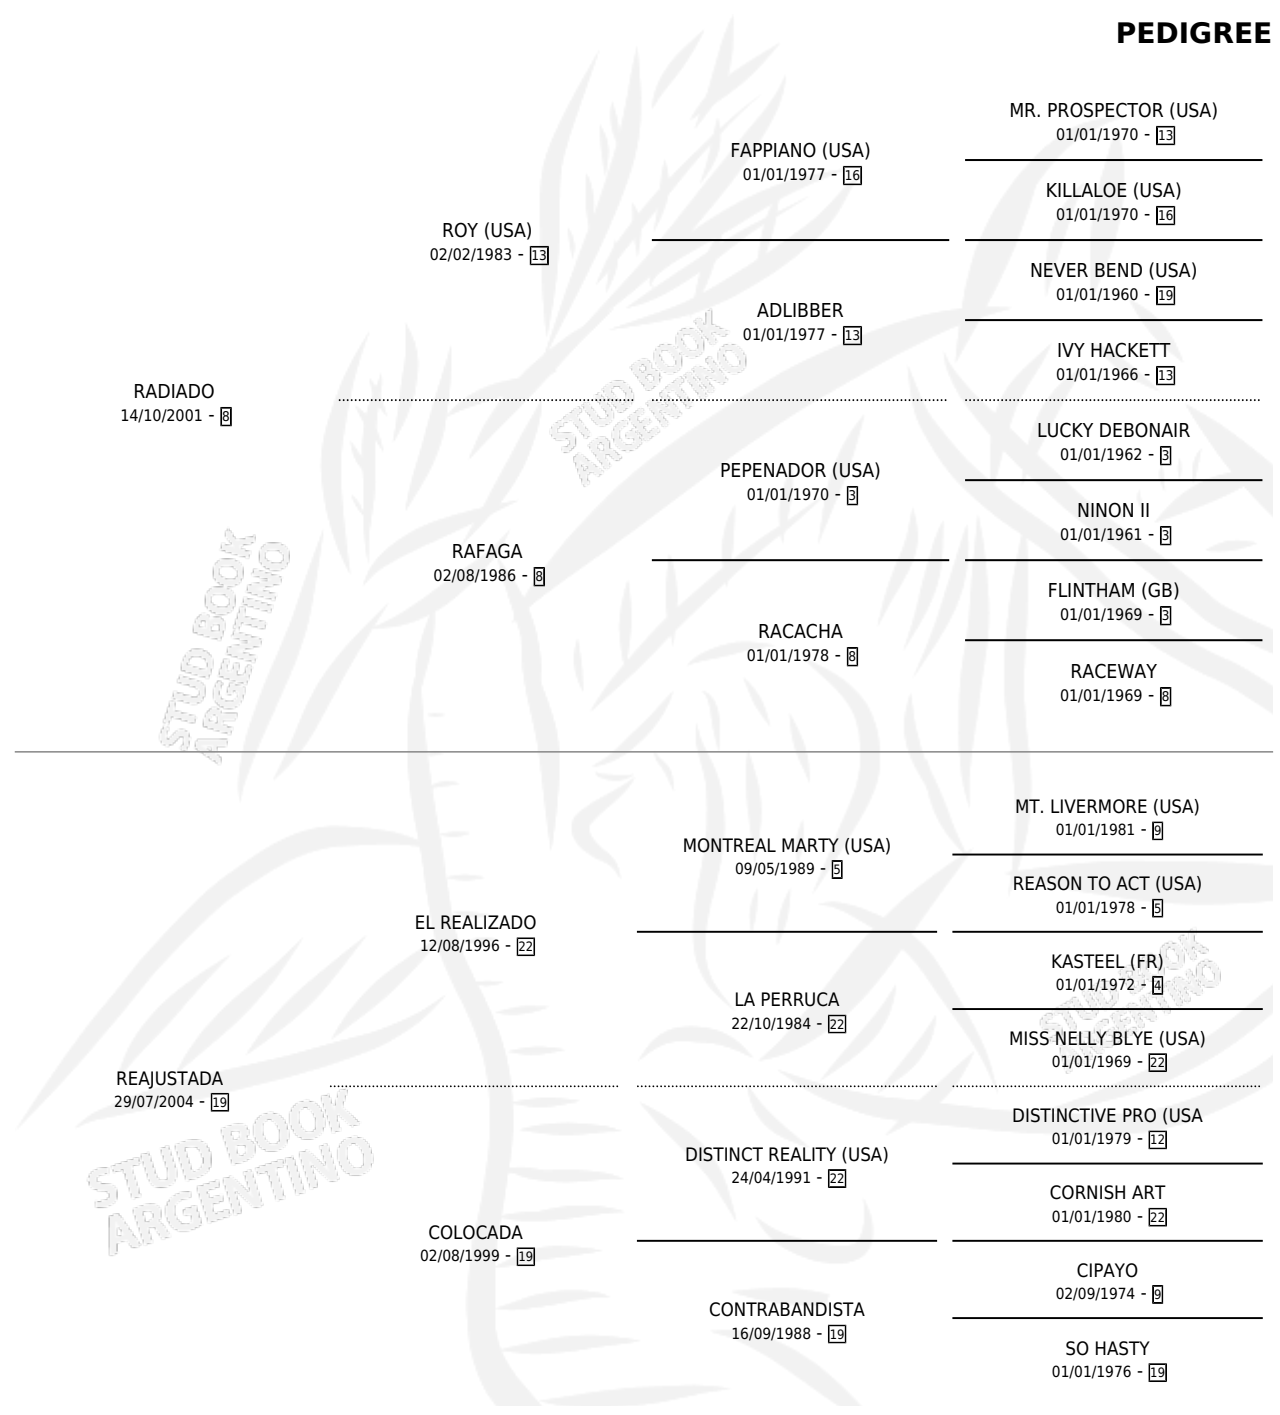 PEDIGREE
MR. PROSPECTOR (USA)
01/01/1970 - 13
FAPPIANO (USA)
01/01/1977 - 16
KILLALOE (USA)
01/01/1970 - 16
ROY (USA)
02/02/1983 - 13
NEVER BEND (USA)
01/01/1960 - 19
ADLIBBER
01/01/1977 - 13
IVY HACKETT
01/01/1966 - 13
RADIADO
14/10/2001 - 8
LUCKY DEBONAIR
01/01/1962 - 3
PEPENADOR (USA)
01/01/1970 - 3
NINON II
01/01/1961 - 3
RAFAGA
02/08/1986 - 8
FLINTHAM (GB)
01/01/1969 - 3
RACACHA
01/01/1978 - 8
RACEWAY
01/01/1969 - 8
STUD BOOK
ARGENTINO
STUD BOOK
ARGENTINO
MT. LIVERMORE (USA)
01/01/1981 - 9
MONTREAL MARTY (USA)
09/05/1989 - 5
REASON TO ACT (USA)
01/01/1978 - 5
EL REALIZADO
12/08/1996 - 22
KASTEEL (FR)
01/01/1972 - 4
LA PERRUCA
22/10/1984 - 22
MISS NELLY BLYE (USA)
01/01/1969 - 22
STUD BOOK
ARGENTINO
REAJUSTADA
29/07/2004 - 19
DISTINCTIVE PRO (USA
01/01/1979 - 12
DISTINCT REALITY (USA)
24/04/1991 - 22
CORNISH ART
01/01/1980 - 22
COLOCADA
02/08/1999 - 19
CIPAYO
02/09/1974 - 9
CONTRABANDISTA
16/09/1988 - 19
SO HASTY
01/01/1976 - 19
STUD BOOK
ARGENTINO